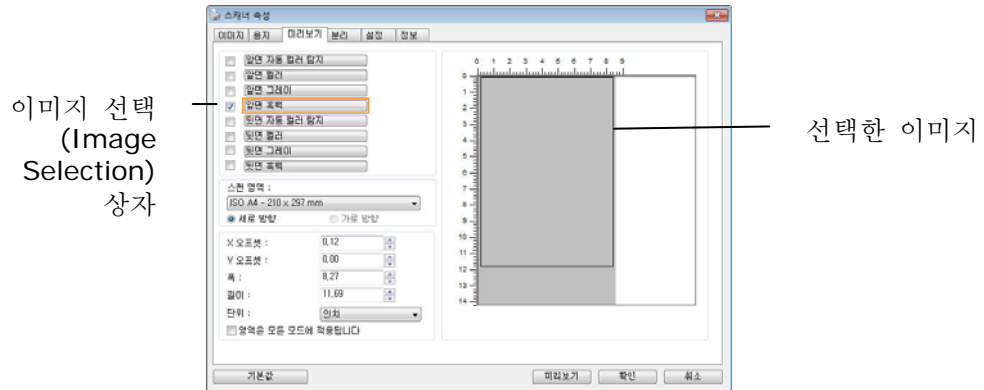 스캐너 속성
이미지 용지 미리보기 분리 설정 정보
앞면 자동 컬러 탐지
앞면 컬러
앞면 그레이
앞면 흑백
뒷면 자동 컬러 탐지
뒷면 컬러
뒷면 그레이
뒷면 흑백
이미지 선택
(Image
Selection)
상자
스캔 영역 :
ISO A4 - 210 x 297 mm
세로 방향 가로 방향
X 오프셋 : 0,12
Y 오프셋 : 0,00
폭 : 8,27
길이 : 11,69
단위 : 인치
영역은 모든 모드에 적용됩니다
0 1 2 3 4 5 6 7 8 9
0
1
2
3
4
5
6
7
8
9
10
11
12
13
14
선택한 이미지
기본값 미리보기 확인 취소